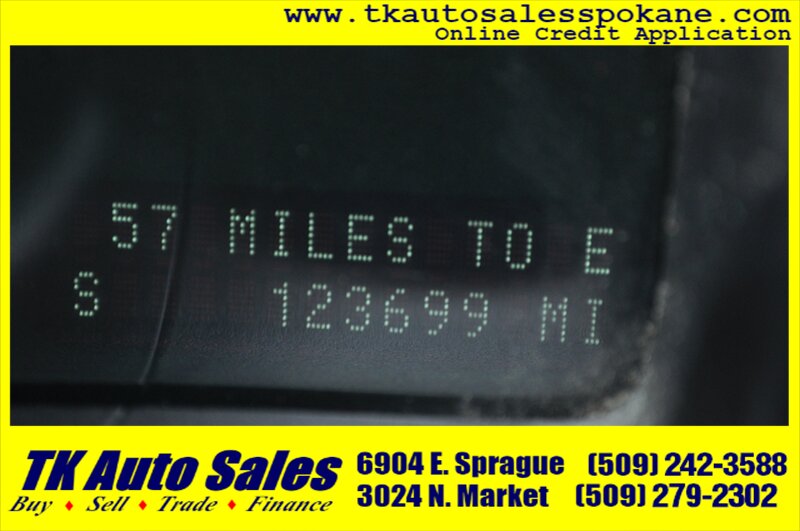 www.tkautosalesspokane.com
Online Credit Application
57 MILES TO E
S 123699 MI
TK Auto Sales
Buy ♦ Sell ♦ Trade ♦ Finance
6904 E. Sprague (509) 242-3588
3024 N. Market (509) 279-2302